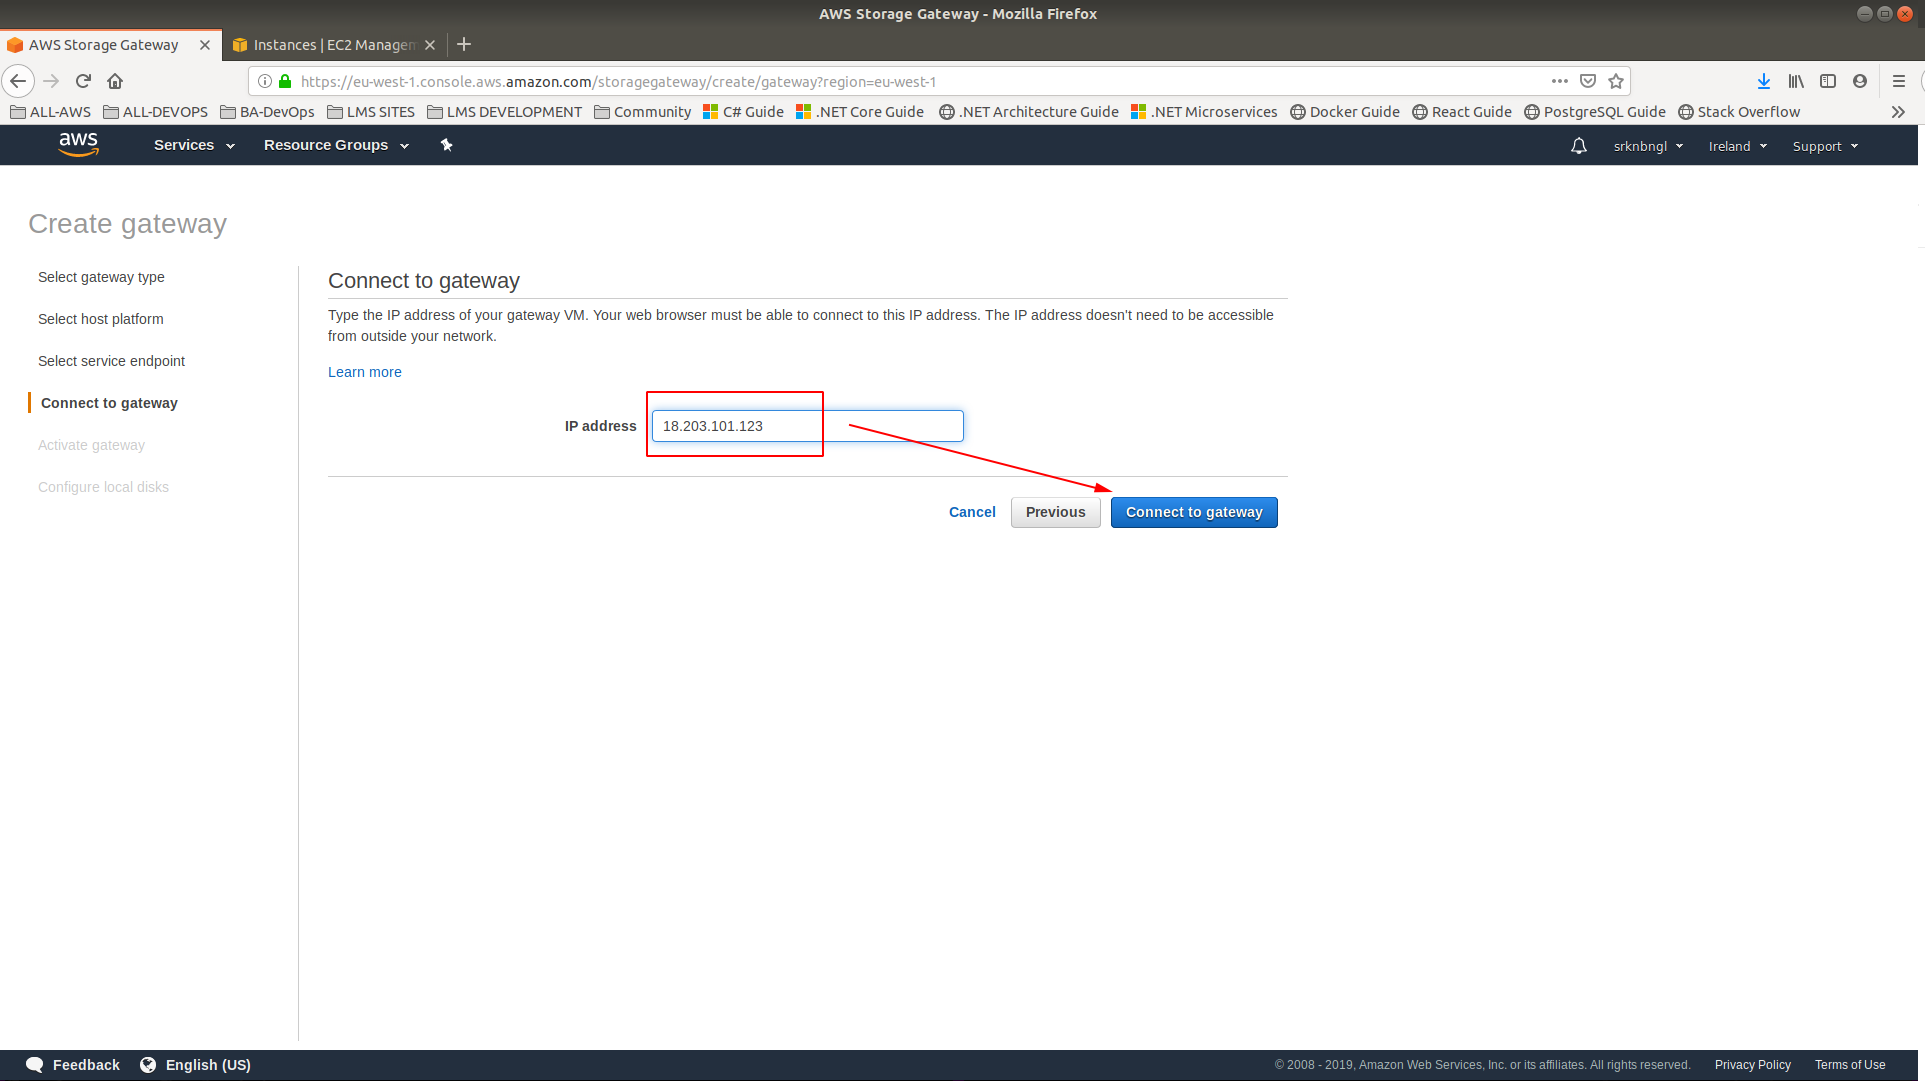 AWS Storage Gateway - Mozilla Firefox
AWS Storage Gateway
Instances | EC2 Managem
https://eu-west-1.console.aws.amazon.com/storagegateway/create/gateway?region=eu-west-1
ALL-AWS ALL-DEVOPS BA-DevOps LMS SITES LMS DEVELOPMENT Community C# Guide .NET Core Guide .NET Architecture Guide .NET Microservices Docker Guide React Guide PostgreSQL Guide Stack Overflow
aws Services Resource Groups srknbngl Ireland Support
Create gateway
Select gateway type
Select host platform
Select service endpoint
Connect to gateway
Activate gateway
Configure local disks
Connect to gateway
Type the IP address of your gateway VM. Your web browser must be able to connect to this IP address. The IP address doesn't need to be accessible
from outside your network.
Learn more
IP address 18.203.101.123
Cancel Previous Connect to gateway
Feedback English (US) © 2008 - 2019, Amazon Web Services, Inc. or its affiliates. All rights reserved. Privacy Policy Terms of Use